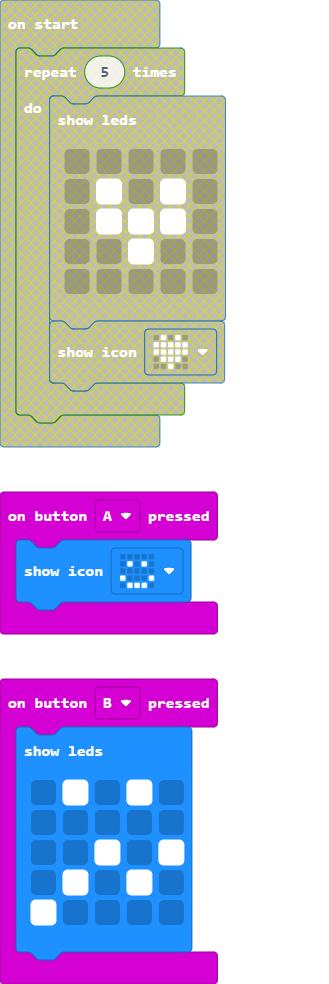 on start
repeat 5 times
do
show leds
show icon
on button A pressed
show icon
on button B pressed
show leds